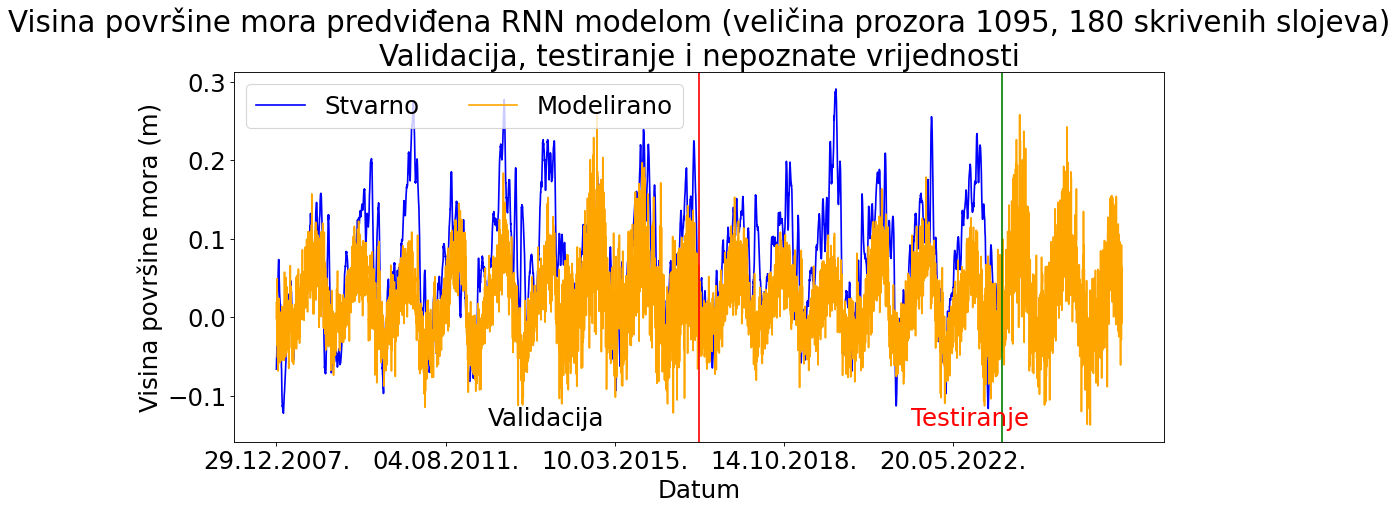 Visina površine mora predviđena RNN modelom (veličina prozora 1095, 180 skrivenih slojeva)
Validacija, testiranje i nepoznate vrijednosti
Stvarno Modelirano
Visina površine mora (m)
0.3
0.2
0.1
0.0
−0.1
Validacija Testiranje
29.12.2007. 04.08.2011. 10.03.2015. 14.10.2018. 20.05.2022.
Datum